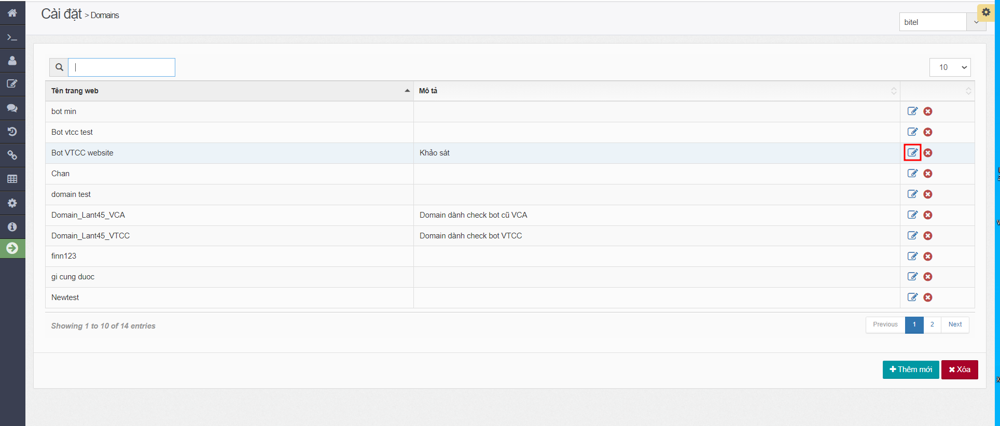 Cài đặt > Domains
bitel
10
Tên trang web Mô tả
bot min
Bot vtcc test
Bot VTCC website Khảo sát
Chan
domain test
Domain_Lant45_VCA Domain dành check bot cũ VCA
Domain_Lant45_VTCC Domain dành check bot VTCC
finn123
gi cung duoc
Newtest
Showing 1 to 10 of 14 entries
Previous 1 2 Next
Thêm mới Xóa